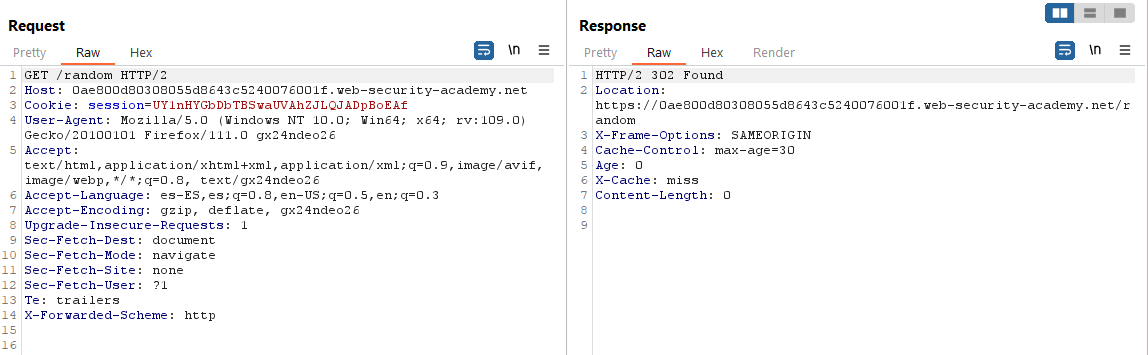 Request
Pretty Raw Hex \n
1 GET /random HTTP/2
2 Host: 0ae800d80308055d8643c5240076001f.web-security-academy.net
3 Cookie: session=UY1nHYGbDbTBSwaUVAhZJLQJADpBoEAf
4 User-Agent: Mozilla/5.0 (Windows NT 10.0; Win64; x64; rv:109.0)
Gecko/20100101 Firefox/111.0 gx24ndeo26
5 Accept:
text/html,application/xhtml+xml,application/xml;q=0.9,image/avif,
image/webp,*/*;q=0.8, text/gx24ndeo26
6 Accept-Language: es-ES,es;q=0.8,en-US;q=0.5,en;q=0.3
7 Accept-Encoding: gzip, deflate, gx24ndeo26
8 Upgrade-Insecure-Requests: 1
9 Sec-Fetch-Dest: document
10 Sec-Fetch-Mode: navigate
11 Sec-Fetch-Site: none
12 Sec-Fetch-User: ?1
13 Te: trailers
14 X-Forwarded-Scheme: http
15
16
Response
Pretty Raw Hex Render \n
1 HTTP/2 302 Found
2 Location:
https://0ae800d80308055d8643c5240076001f.web-security-academy.net/r
andom
3 X-Frame-Options: SAMEORIGIN
4 Cache-Control: max-age=30
5 Age: 0
6 X-Cache: miss
7 Content-Length: 0
8
9